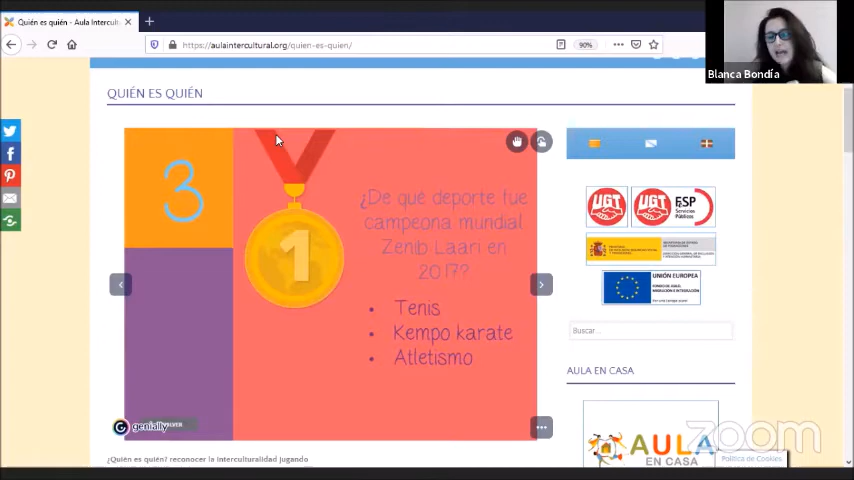 Quién es quién - Aula Intercult
https://aulaintercultural.org/quien-es-quien/
90%
Blanca Bondía
QUIÉN ES QUIÉN
3
1
¿De qué deporte fue
campeona mundial
Zenib Laari en
2017?
• Tenis
• Kempo karate
• Atletismo
genially
UGT
UGT ESP
Servicios
Públicos
UNIÓN EUROPEA
Buscar...
AULA EN CASA
AULA
EN CASA
zoom
Política de Cookies
¿Quién es quién? reconocer la interculturalidad jugando